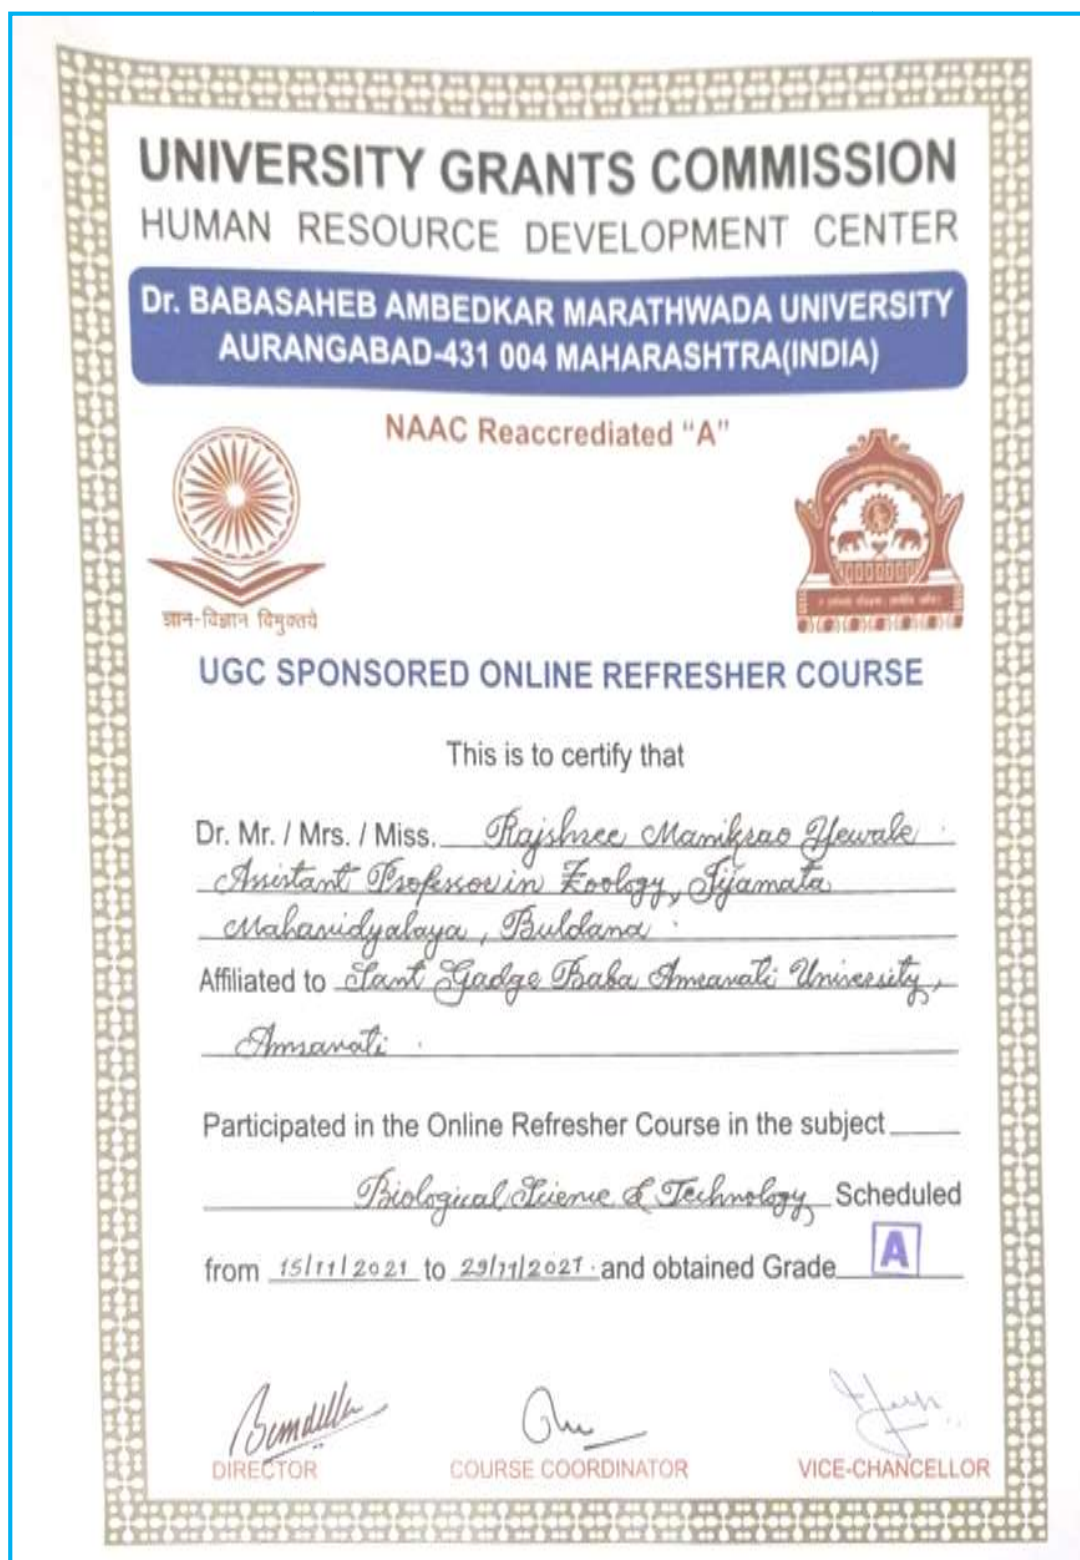 UNIVERSITY GRANTS COMMISSION
HUMAN RESOURCE DEVELOPMENT CENTER
Dr. BABASAHEB AMBEDKAR MARATHWADA UNIVERSITY
AURANGABAD-431 004 MAHARASHTRA(INDIA)
NAAC Reaccrediated “A”
ज्ञान-विज्ञान विमुक्तये
UGC SPONSORED ONLINE REFRESHER COURSE
This is to certify that
Dr. Mr. / Mrs. / Miss. Rajshree Manikrao Yewale
Assistant Professor in Zoology, Jijamata
Mahavidyalaya, Buldana.
Affiliated to Sant Gadge Baba Amravati University,
Amravati.
Participated in the Online Refresher Course in the subject
Biological Science & Technology Scheduled
from 15/11/2021 to 29/11/2021. and obtained Grade A
DIRECTOR COURSE COORDINATOR VICE-CHANCELLOR